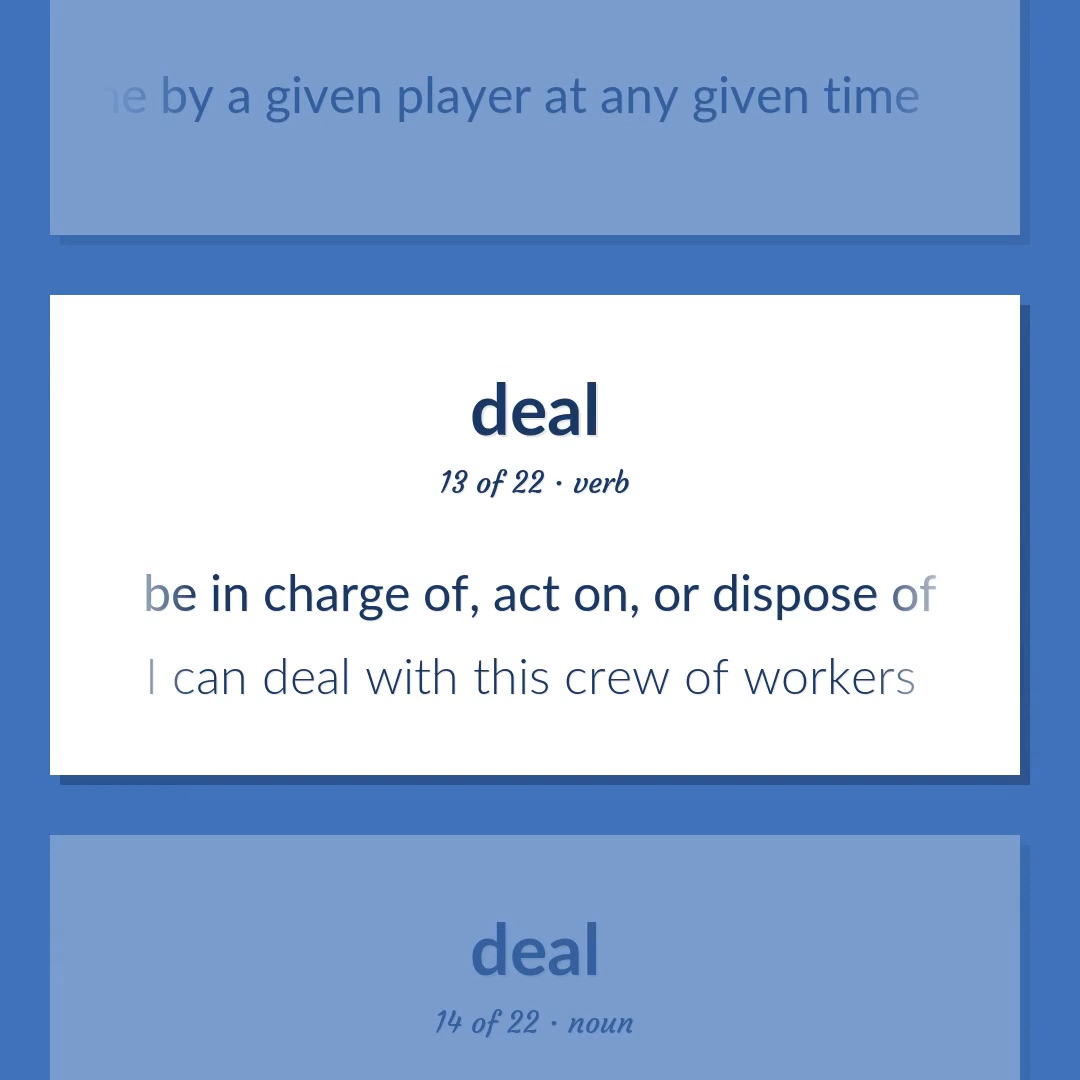 by a given player at any given time
deal
13 of 22 · verb
be in charge of, act on, or dispose of
I can deal with this crew of workers
deal
14 of 22 · noun